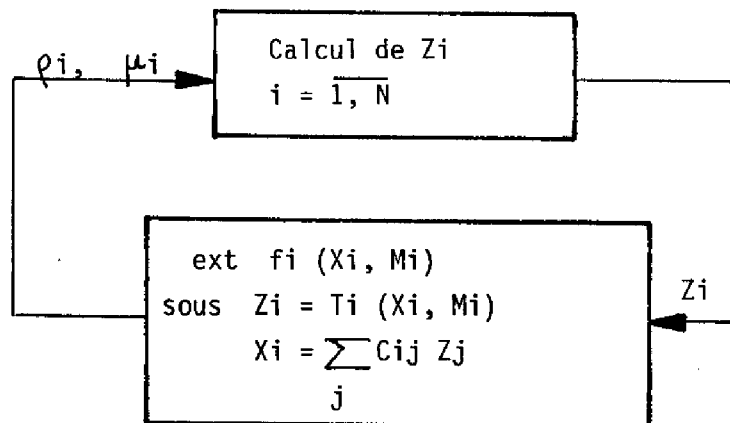 Calcul de Zi
ρi, μi
i = 1, N
ext fi (Xi, Mi)
sous Zi = Ti (Xi, Mi)
Zi
Xi = ∑ Cij Zj
j